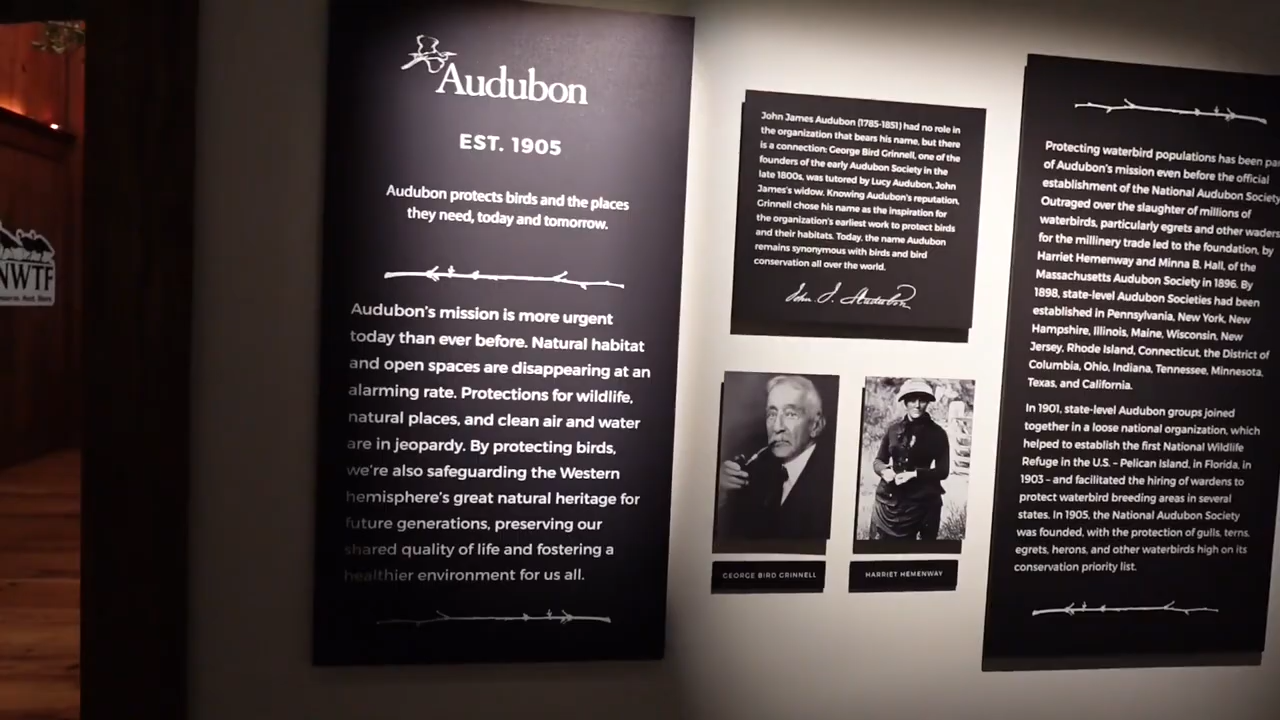 Audubon
EST. 1905
Audubon protects birds and the places
they need, today and tomorrow.
Audubon's mission is more urgent
today than ever before. Natural habitat
and open spaces are disappearing at an
alarming rate. Protections for wildlife,
natural places, and clean air and water
are in jeopardy. By protecting birds,
we're also safeguarding the Western
hemisphere's great natural heritage for
future generations, preserving our
shared quality of life and fostering a
healthier environment for us all.
John James Audubon (1785-1851) had no role in
the organization that bears his name, but there
is a connection: George Bird Grinnell, one of the
founders of the early Audubon Society in the
late 1800s, was tutored by Lucy Audubon, John
James's widow. Knowing Audubon's reputation,
Grinnell chose his name as the inspiration for
the organization's earliest work to protect birds
and their habitats. Today, the name Audubon
remains synonymous with birds and bird
conservation all over the world.
John J. Audubon
GEORGE BIRD GRINNELL
HARRIET HEMENWAY
Protecting waterbird populations has been
of Audubon's mission even before the official
establishment of the National Audubon Society
Outraged over the slaughter of millions of
waterbirds, particularly egrets and other waders
for the millinery trade led to the foundation, by
Harriet Hemenway and Minna B. Hall, of the
Massachusetts Audubon Society in 1896. By
1898, state-level Audubon Societies had been
established in Pennsylvania, New York, New
Hampshire, Illinois, Maine, Wisconsin, New
Jersey, Rhode Island, Connecticut, the District of
Columbia, Ohio, Indiana, Tennessee, Minnesota,
Texas, and California.
In 1901, state-level Audubon groups joined
together in a loose national organization, which
helped to establish the first National Wildlife
Refuge in the U.S. – Pelican Island, in Florida, in
1903 – and facilitated the hiring of wardens to
protect waterbird breeding areas in several
states. In 1905, the National Audubon Society
was founded, with the protection of gulls, terns,
egrets, herons, and other waterbirds high on its
conservation priority list.
NWTF